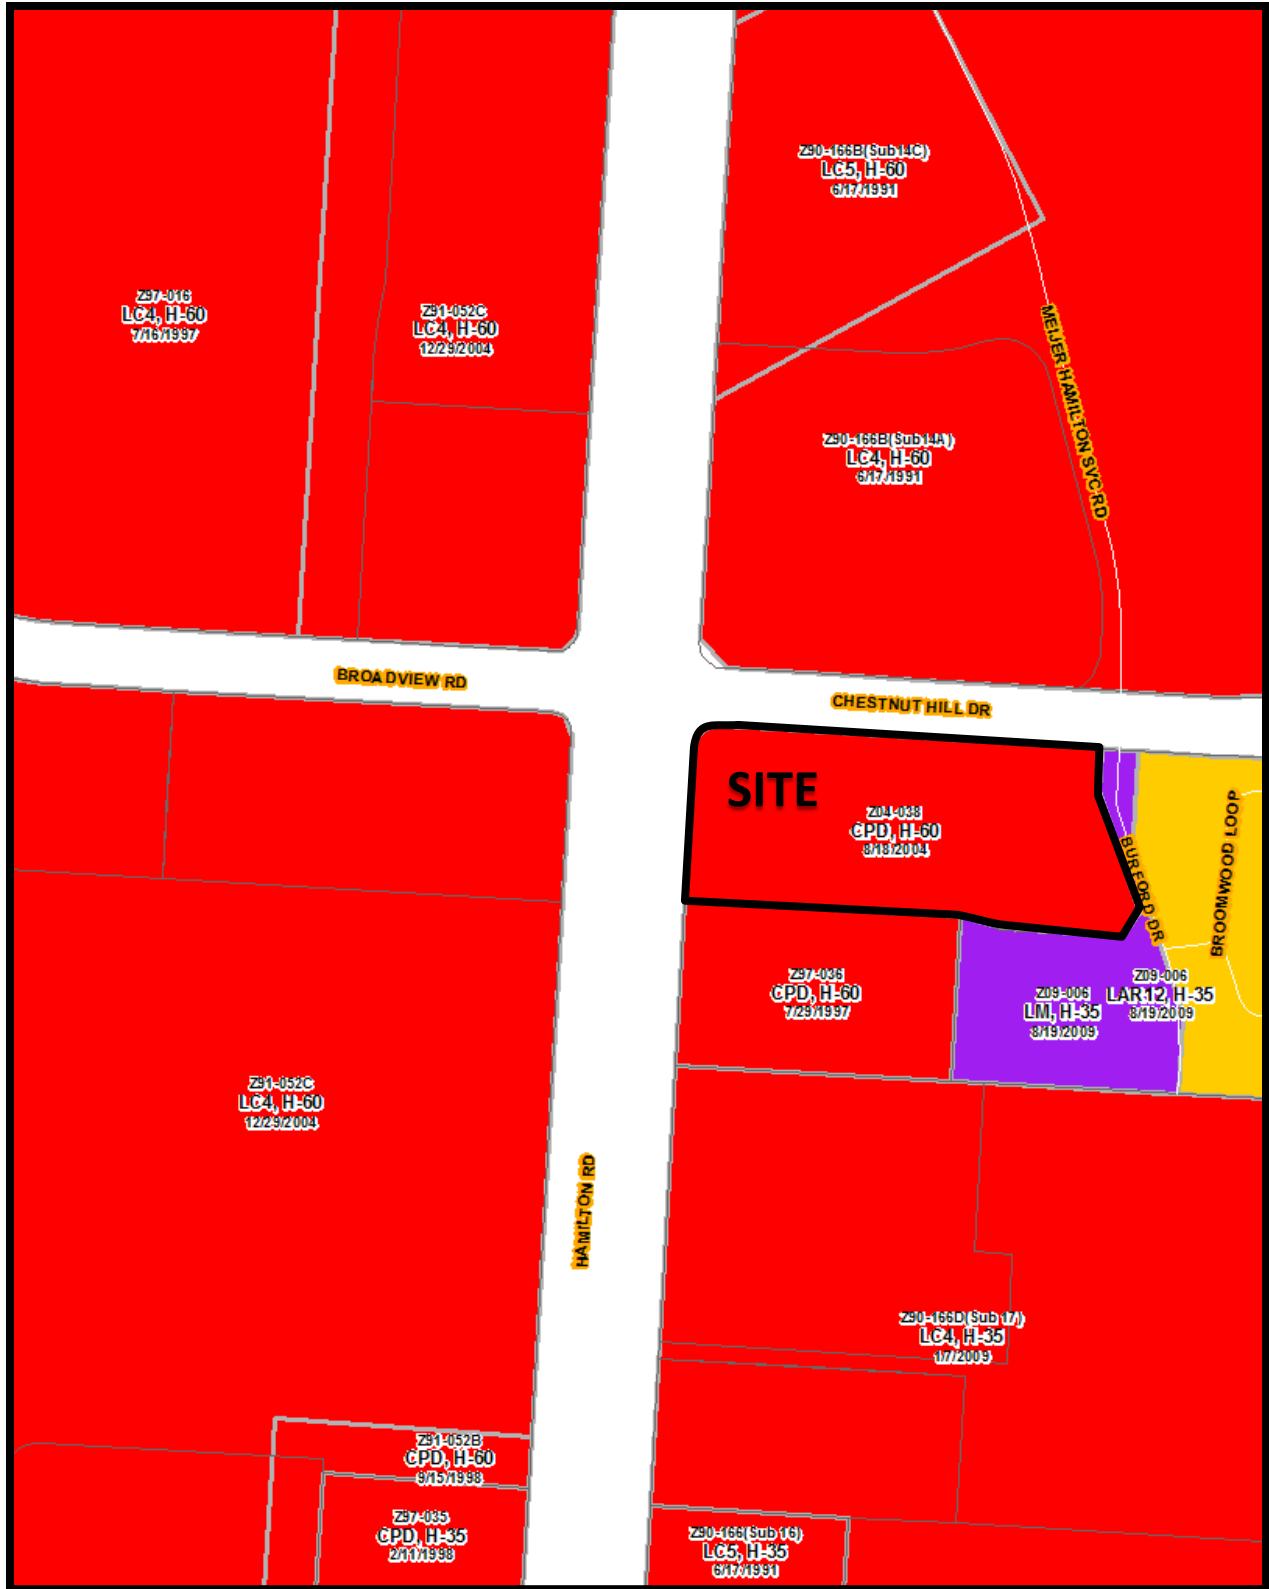 Z90-166B(Sub14C)
LC5, H-60
6/17/1991
Z97-016
LC4, H-60
7/16/1997
Z91-052C
LC4, H-60
12/29/2004
MEIJER HAMILTON SVC RD
Z90-166B(Sub14A)
LC4, H-60
6/17/1991
BROADVIEW RD
CHESTNUT HILL DR
SITE
Z04-038
CPD, H-60
8/18/2004
BURFORD DR
BROOMWOOD LOOP
Z97-036
CPD, H-60
7/29/1997
Z09-006
LM, H-35
8/19/2009
Z09-006
LAR12, H-35
8/19/2009
Z91-052C
LC4, H-60
12/29/2004
HAMILTON RD
Z90-166D(Sub 17)
LC4, H-35
1/7/2009
Z91-052B
CPD, H-60
9/15/1998
Z97-035
CPD, H-35
2/11/1998
Z90-166(Sub 16)
LC5, H-35
6/17/1991